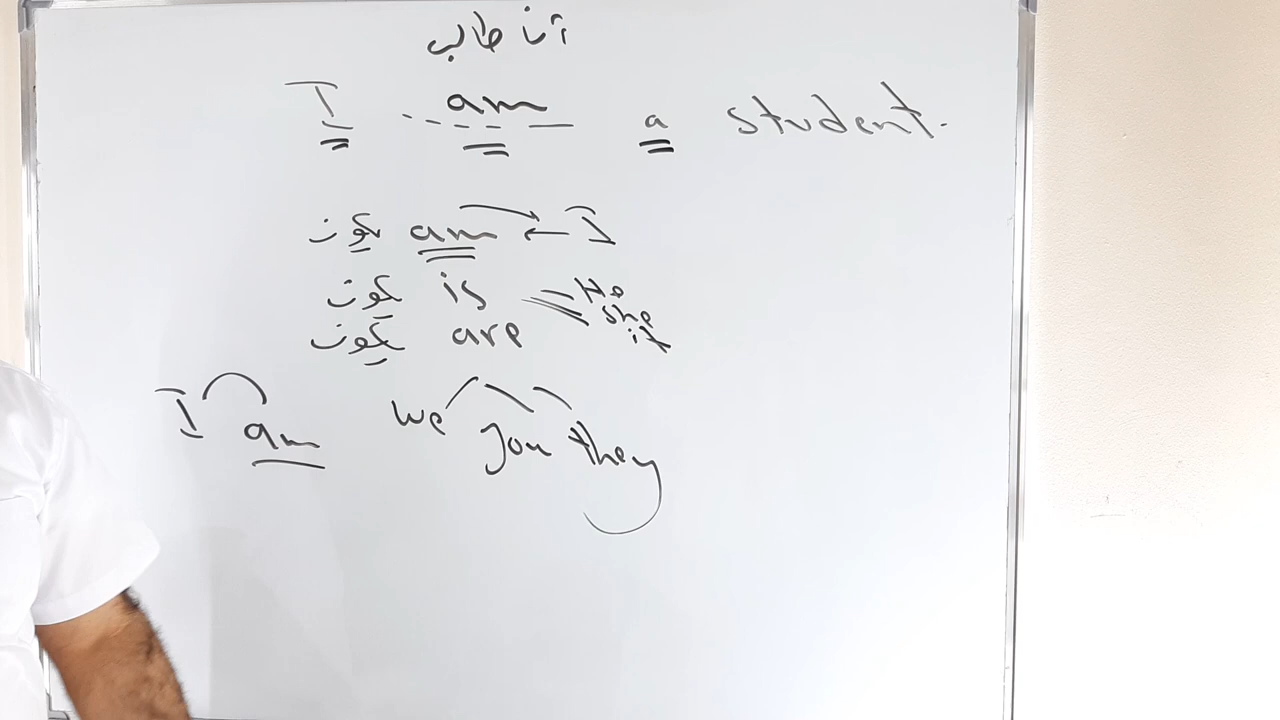 أنا طالب
I am a student.
يكون am ← I
يكون is He
she
it
يكون are
I am we you they